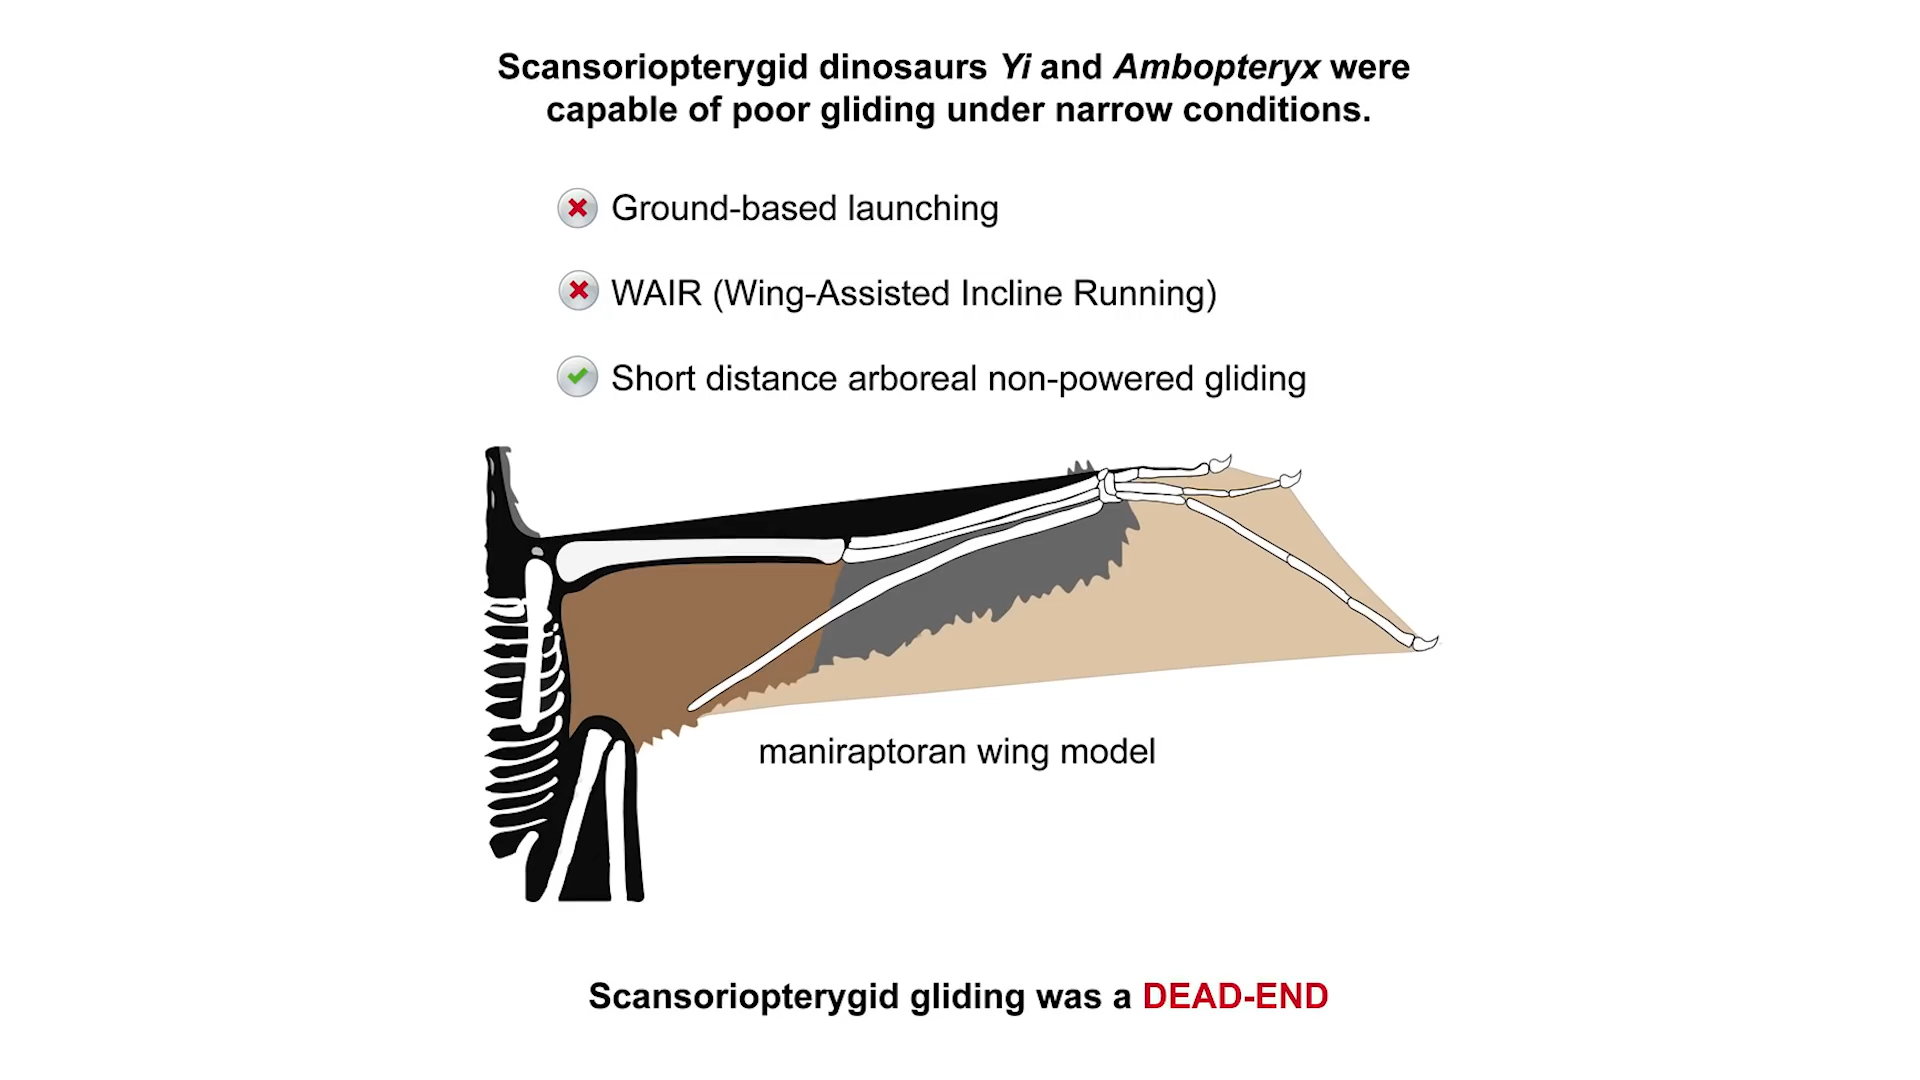 Scansoriopterygid dinosaurs Yi and Ambopteryx were
capable of poor gliding under narrow conditions.
Ground-based launching
WAIR (Wing-Assisted Incline Running)
Short distance arboreal non-powered gliding
maniraptoran wing model
Scansoriopterygid gliding was a DEAD-END